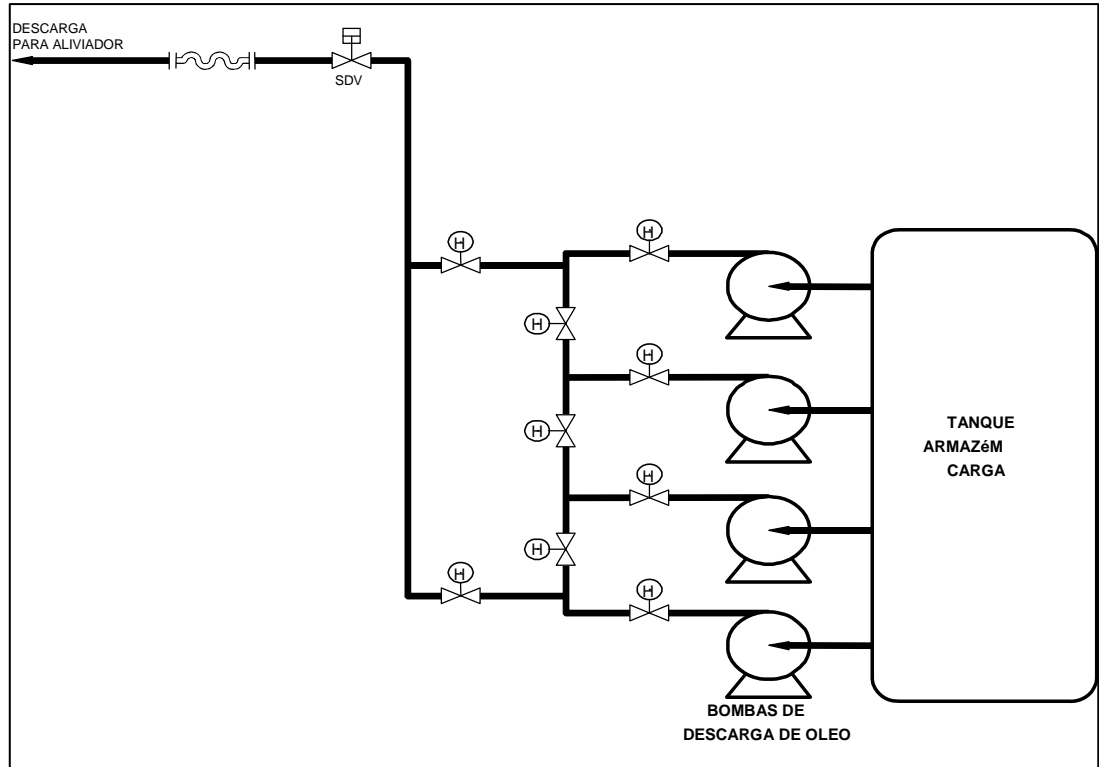 DESCARGA
PARA ALIVIADOR
SDV
H
H
H
H
H
H
H
H
H
TANQUE
ARMAZéM
CARGA
BOMBAS DE
DESCARGA DE OLEO